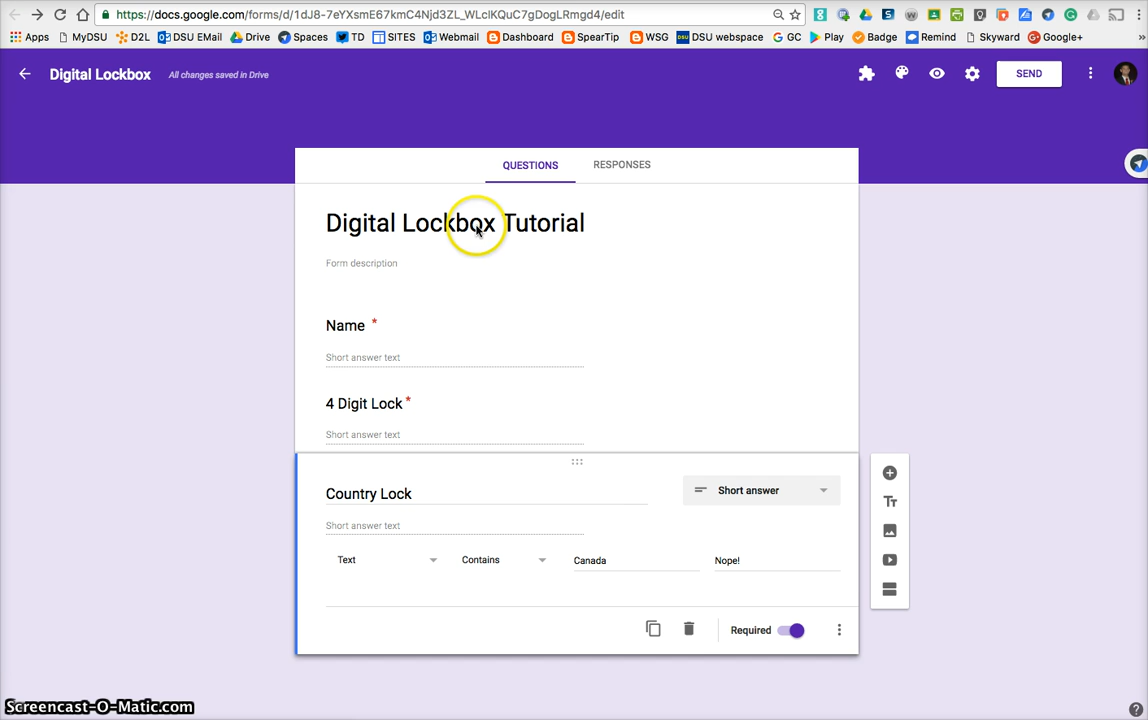 https://docs.google.com/forms/d/1dJ8-7eYXsmE67kmC4Njd3ZL_WLclKQuC7gDogLRmgd4/edit
Apps MyDSU D2L DSU EMail Drive Spaces TD SITES Webmail Dashboard SpearTip WSG DSU webspace GC Play Badge Remind Skyward Google+ »
Digital Lockbox All changes saved in Drive SEND
QUESTIONS RESPONSES
Digital Lockbox Tutorial
Form description
Name *
Short answer text
4 Digit Lock *
Short answer text
Country Lock Short answer
Short answer text
Text Contains Canada Nope!
Required
Screencast-O-Matic.com